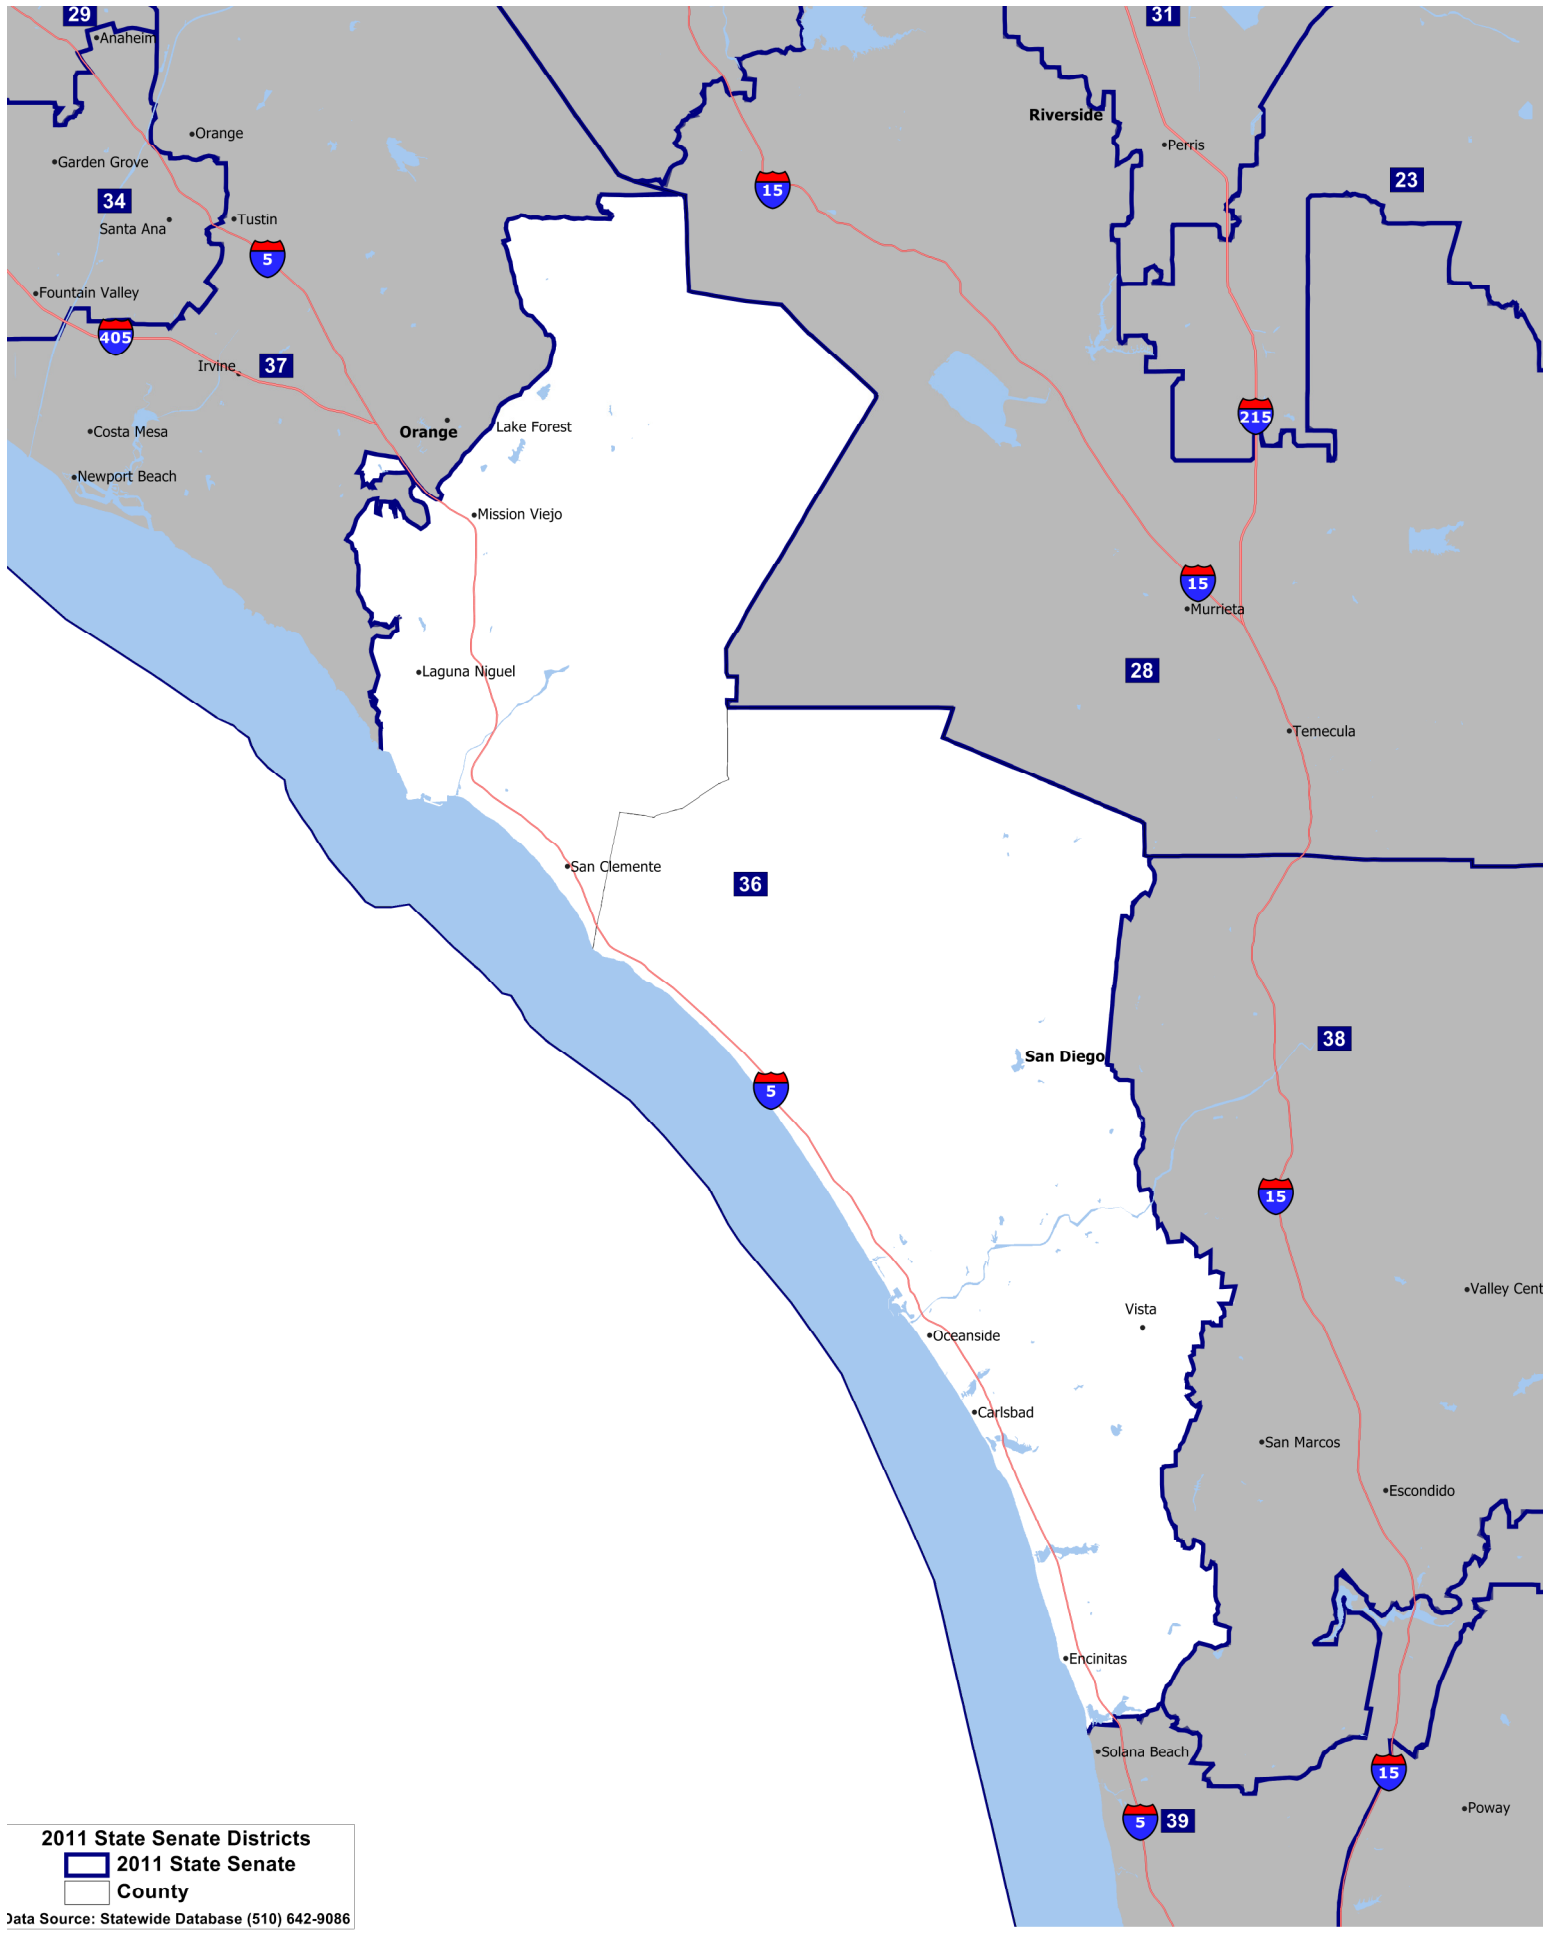 29
31
Anaheim
Riverside
Orange
Perris
Garden Grove
15
23
34
Santa Ana
Tustin
5
Fountain Valley
405
Irvine
37
215
Orange
Lake Forest
Costa Mesa
Newport Beach
Mission Viejo
15
Murrieta
Laguna Niguel
28
Temecula
San Clemente
36
38
San Diego
5
15
Valley Cent
Vista
Oceanside
Carlsbad
San Marcos
Escondido
Encinitas
Solana Beach
15
5
39
Poway
2011 State Senate Districts
2011 State Senate
County
Data Source: Statewide Database (510) 642-9086